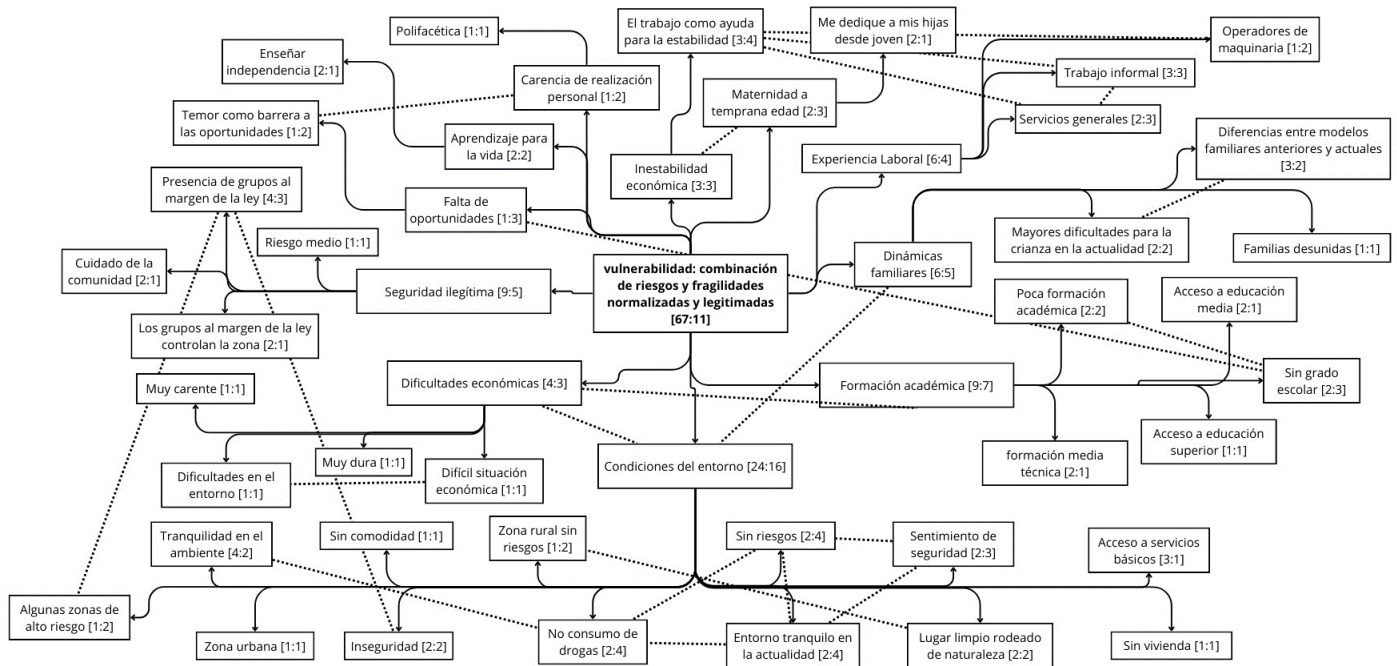 Polifacética [1:1]
El trabajo como ayuda
para la estabilidad [3:4]
Me dedique a mis hijas
desde joven [2:1]
Operadores de
maquinaria [1:2]
Enseñar
independencia [2:1]
Carencia de realización
personal [1:2]
Trabajo informal [3:3]
Maternidad a
temprana edad [2:3]
Temor como barrera a
las oportunidades [1:2]
Servicios generales [2:3]
Aprendizaje para
la vida [2:2]
Experiencia Laboral [6:4]
Diferencias entre modelos
familiares anteriores y actuales
[3:2]
Inestabilidad
económica [3:3]
Presencia de grupos al
margen de la ley [4:3]
Falta de
oportunidades [1:3]
Mayores dificultades para la
crianza en la actualidad [2:2]
Familias desunidas [1:1]
Riesgo medio [1:1]
Dinámicas
familiares [6:5]
Cuidado de la
comunidad [2:1]
Seguridad ilegítima [9:5]
vulnerabilidad: combinación
de riesgos y fragilidades
normalizadas y legitimadas
[67:11]
Poca formación
académica [2:2]
Acceso a educación
media [2:1]
Los grupos al margen de la ley
controlan la zona [2:1]
Muy carente [1:1]
Dificultades económicas [4:3]
Formación académica [9:7]
Sin grado
escolar [2:3]
Acceso a educación
superior [1:1]
Muy dura [1:1]
Dificultades en el
entorno [1:1]
Difícil situación
económica [1:1]
Condiciones del entorno [24:16]
formación media
técnica [2:1]
Tranquilidad en el
ambiente [4:2]
Sin comodidad [1:1]
Zona rural sin
riesgos [1:2]
Sin riesgos [2:4]
Sentimiento de
seguridad [2:3]
Acceso a servicios
básicos [3:1]
Algunas zonas de
alto riesgo [1:2]
Zona urbana [1:1]
Inseguridad [2:2]
No consumo de
drogas [2:4]
Entorno tranquilo en
la actualidad [2:4]
Lugar limpio rodeado
de naturaleza [2:2]
Sin vivienda [1:1]